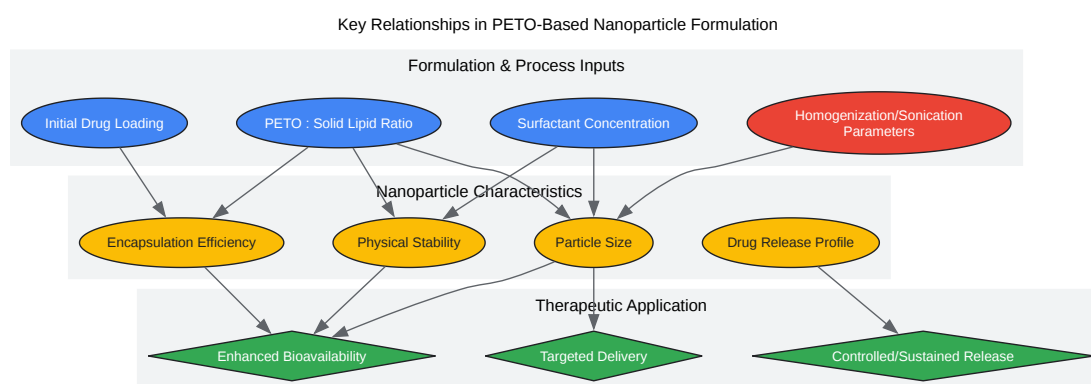 Key Relationships in PETO-Based Nanoparticle Formulation
Formulation & Process Inputs
Initial Drug Loading
PETO : Solid Lipid Ratio
Surfactant Concentration
Homogenization/Sonication
Parameters
Nanoparticle Characteristics
Encapsulation Efficiency
Physical Stability
Particle Size
Drug Release Profile
Therapeutic Application
Enhanced Bioavailability
Targeted Delivery
Controlled/Sustained Release